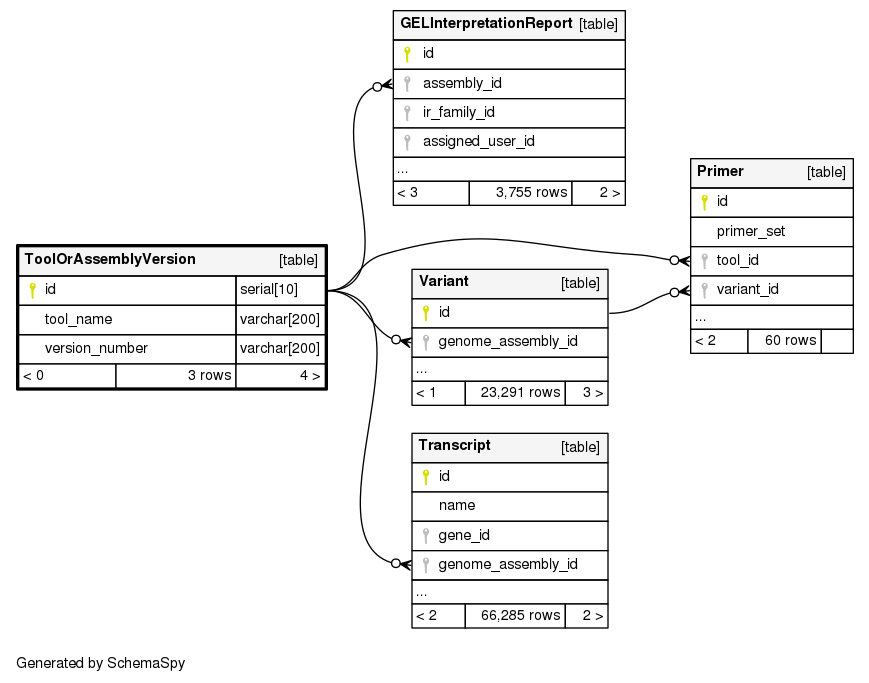 GELInterpretationReport [table]
id
assembly_id
ir_family_id
assigned_user_id
...
< 3 3,755 rows 2 >
Primer [table]
id
primer_set
tool_id
variant_id
...
< 2 60 rows
ToolOrAssemblyVersion [table]
id serial[10]
tool_name varchar[200]
version_number varchar[200]
< 0 3 rows 4 >
Variant [table]
id
genome_assembly_id
...
< 1 23,291 rows 3 >
Transcript [table]
id
name
gene_id
genome_assembly_id
...
< 2 66,285 rows 2 >
Generated by SchemaSpy